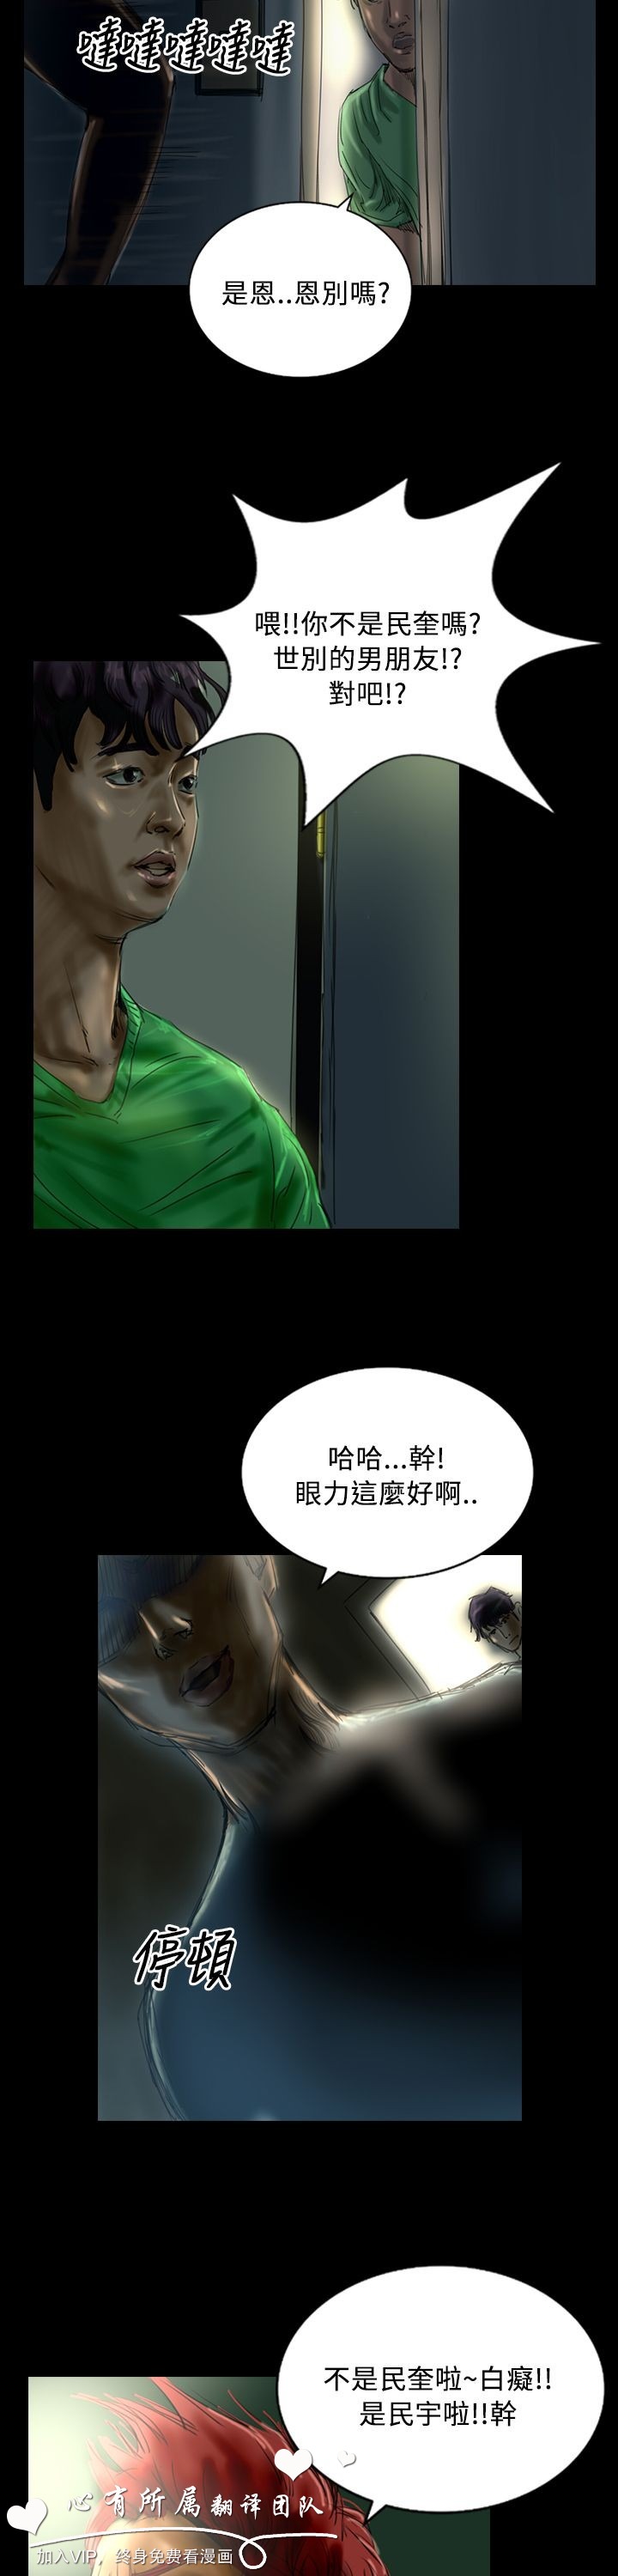 噠噠噠噠噠
是恩..恩別嗎?
喂!!你不是民奎嗎?
世別的男朋友!?
對吧!?
哈哈...幹!
眼力這麼好啊..
停頓
不是民奎啦~白癡!!
是民宇啦!!幹
心有所属翻译团队
加入VIP，终身免费看漫画